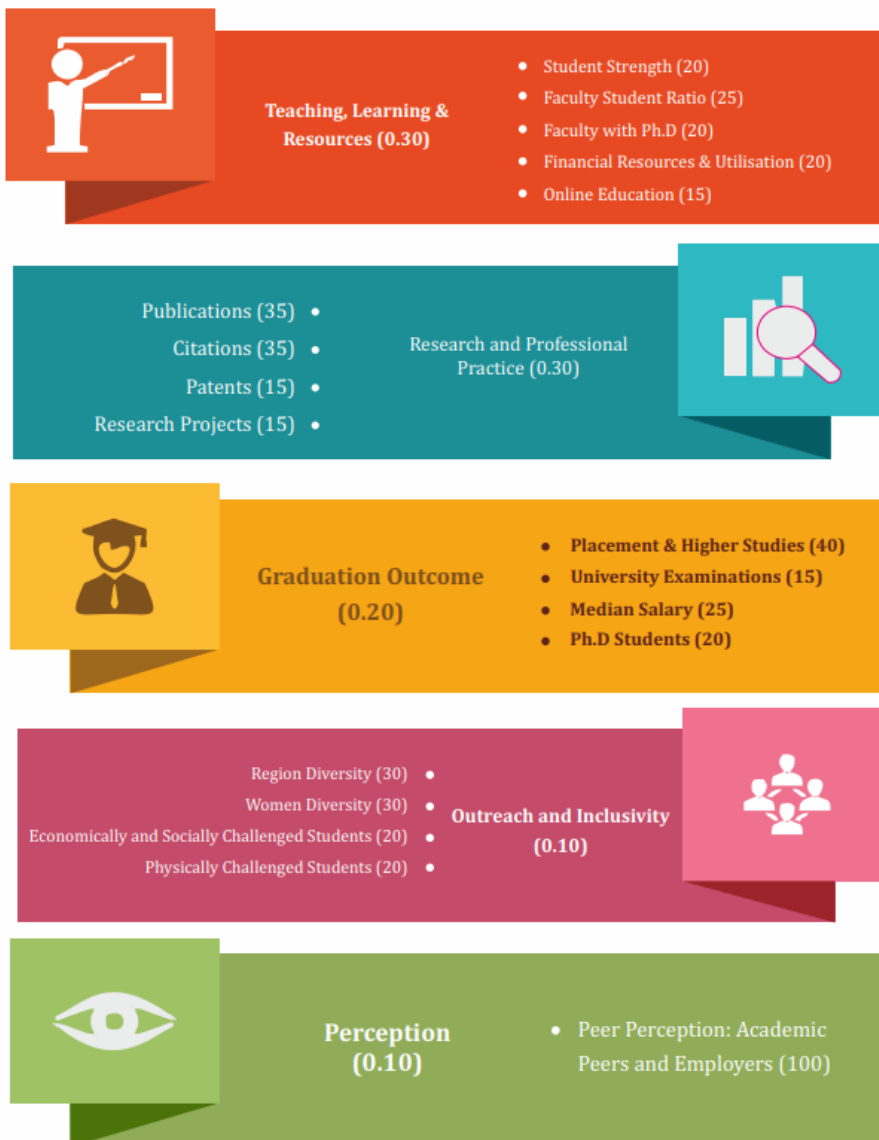 Teaching, Learning &
Resources (0.30)
Student Strength (20)
Faculty Student Ratio (25)
Faculty with Ph.D (20)
Financial Resources & Utilisation (20)
Online Education (15)
Publications (35)
Citations (35)
Patents (15)
Research Projects (15)
Research and Professional
Practice (0.30)
Graduation Outcome
(0.20)
Placement & Higher Studies (40)
University Examinations (15)
Median Salary (25)
Ph.D Students (20)
Region Diversity (30)
Women Diversity (30)
Economically and Socially Challenged Students (20)
Physically Challenged Students (20)
Outreach and Inclusivity
(0.10)
Perception
(0.10)
Peer Perception: Academic
Peers and Employers (100)